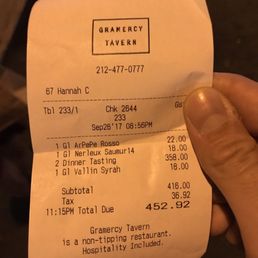 GRAMERCY
TAVERN
212-477-0777
67 Hannah C
Tbl 233/1 Chk 2644
233
Sep26'17 08:55PM
1 Gl ArPePe Rosso 22.00
1 Gl Nerleux Saumur14 18.00
2 Dinner Tasting 358.00
1 Gl Vallin Syrah 18.00
Subtotal 416.00
Tax 36.92
11:15PM Total Due 452.92
Gramercy Tavern
is a non-tipping restaurant.
Hospitality Included.